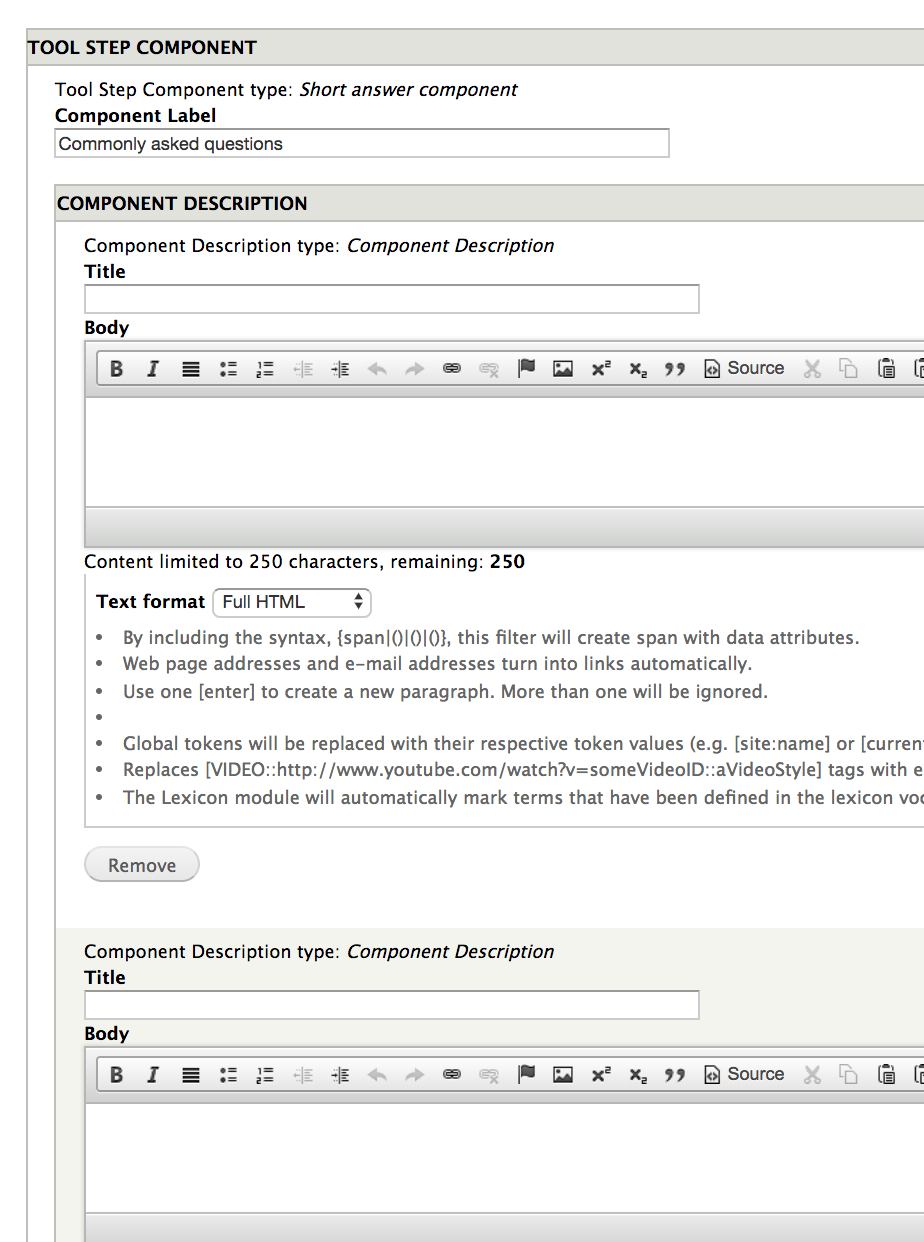 TOOL STEP COMPONENT
Tool Step Component type: Short answer component
Component Label
Commonly asked questions
COMPONENT DESCRIPTION
Component Description type: Component Description
Title
Body
B I Source
Content limited to 250 characters, remaining: 250
Text format Full HTML
• By including the syntax, {span|()|()|()}, this filter will create span with data attributes.
• Web page addresses and e-mail addresses turn into links automatically.
• Use one [enter] to create a new paragraph. More than one will be ignored.
•
• Global tokens will be replaced with their respective token values (e.g. [site:name] or [curren
• Replaces [VIDEO::http://www.youtube.com/watch?v=someVideoID::aVideoStyle] tags with e
• The Lexicon module will automatically mark terms that have been defined in the lexicon voc
Remove
Component Description type: Component Description
Title
Body
B I Source